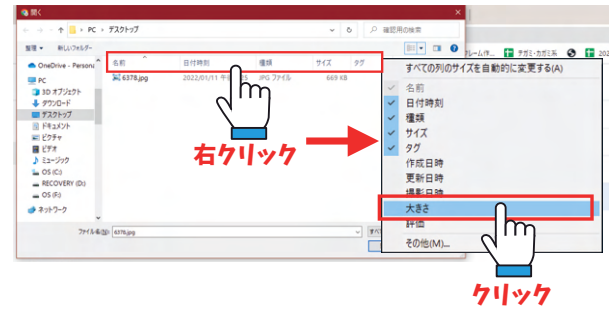 開く
PC › デスクトップ
確認用の検索
整理 ▼ 新しいフォルダー
名前 日付時刻 種類 サイズ タグ
6378.jpg 2022/01/11 JPG ファイル 669 KB
OneDrive - Persona
PC
3D オブジェクト
ダウンロード
デスクトップ
ドキュメント
ピクチャ
ビデオ
ミュージック
OS (C:)
RECOVERY (D:)
OS (F:)
ネットワーク
ファイル名(N): 6378.jpg
右クリック
すべての列のサイズを自動的に変更する(A)
名前
日付時刻
種類
サイズ
タグ
作成日時
更新日時
撮影日時
大きさ
評価
その他(M)...
クリック